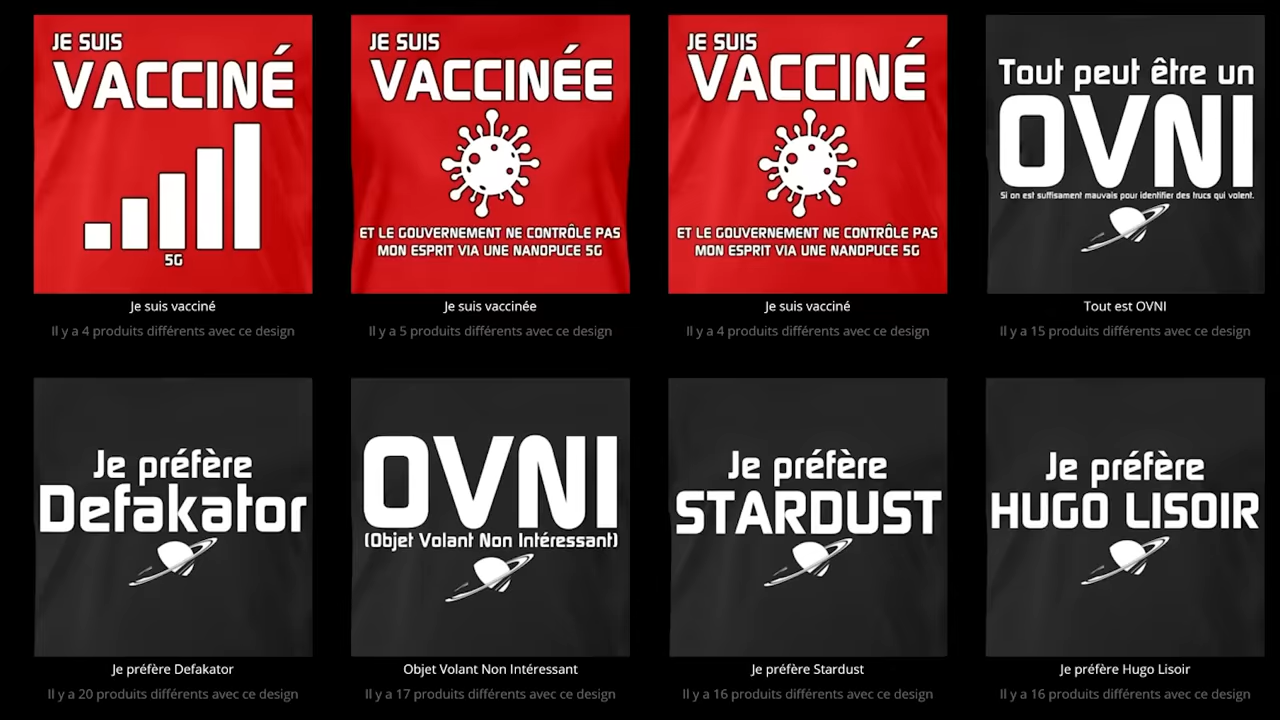 JE SUIS
VACCINÉ
5G
Je suis vacciné
Il y a 4 produits différents avec ce design
JE SUIS
VACCINÉE
ET LE GOUVERNEMENT NE CONTRÔLE PAS
MON ESPRIT VIA UNE NANOPUCE 5G
Je suis vaccinée
Il y a 5 produits différents avec ce design
JE SUIS
VACCINÉ
ET LE GOUVERNEMENT NE CONTRÔLE PAS
MON ESPRIT VIA UNE NANOPUCE 5G
Je suis vacciné
Il y a 4 produits différents avec ce design
Tout peut être un
OVNI
Si on est suffisament mauvais pour identifier des trucs qui volent.
Tout est OVNI
Il y a 15 produits différents avec ce design
Je préfère
Defakator
Je préfère Defakator
Il y a 20 produits différents avec ce design
OVNI
(Objet Volant Non Intéressant)
Objet Volant Non Intéressant
Il y a 17 produits différents avec ce design
Je préfère
STARDUST
Je préfère Stardust
Il y a 16 produits différents avec ce design
Je préfère
HUGO LISOIR
Je préfère Hugo Lisoir
Il y a 16 produits différents avec ce design